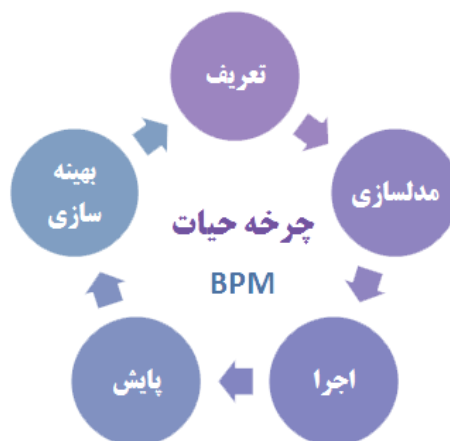 تعریف
مدلسازی
اجرا
پایش
بهینه
سازی
چرخه حیات
BPM